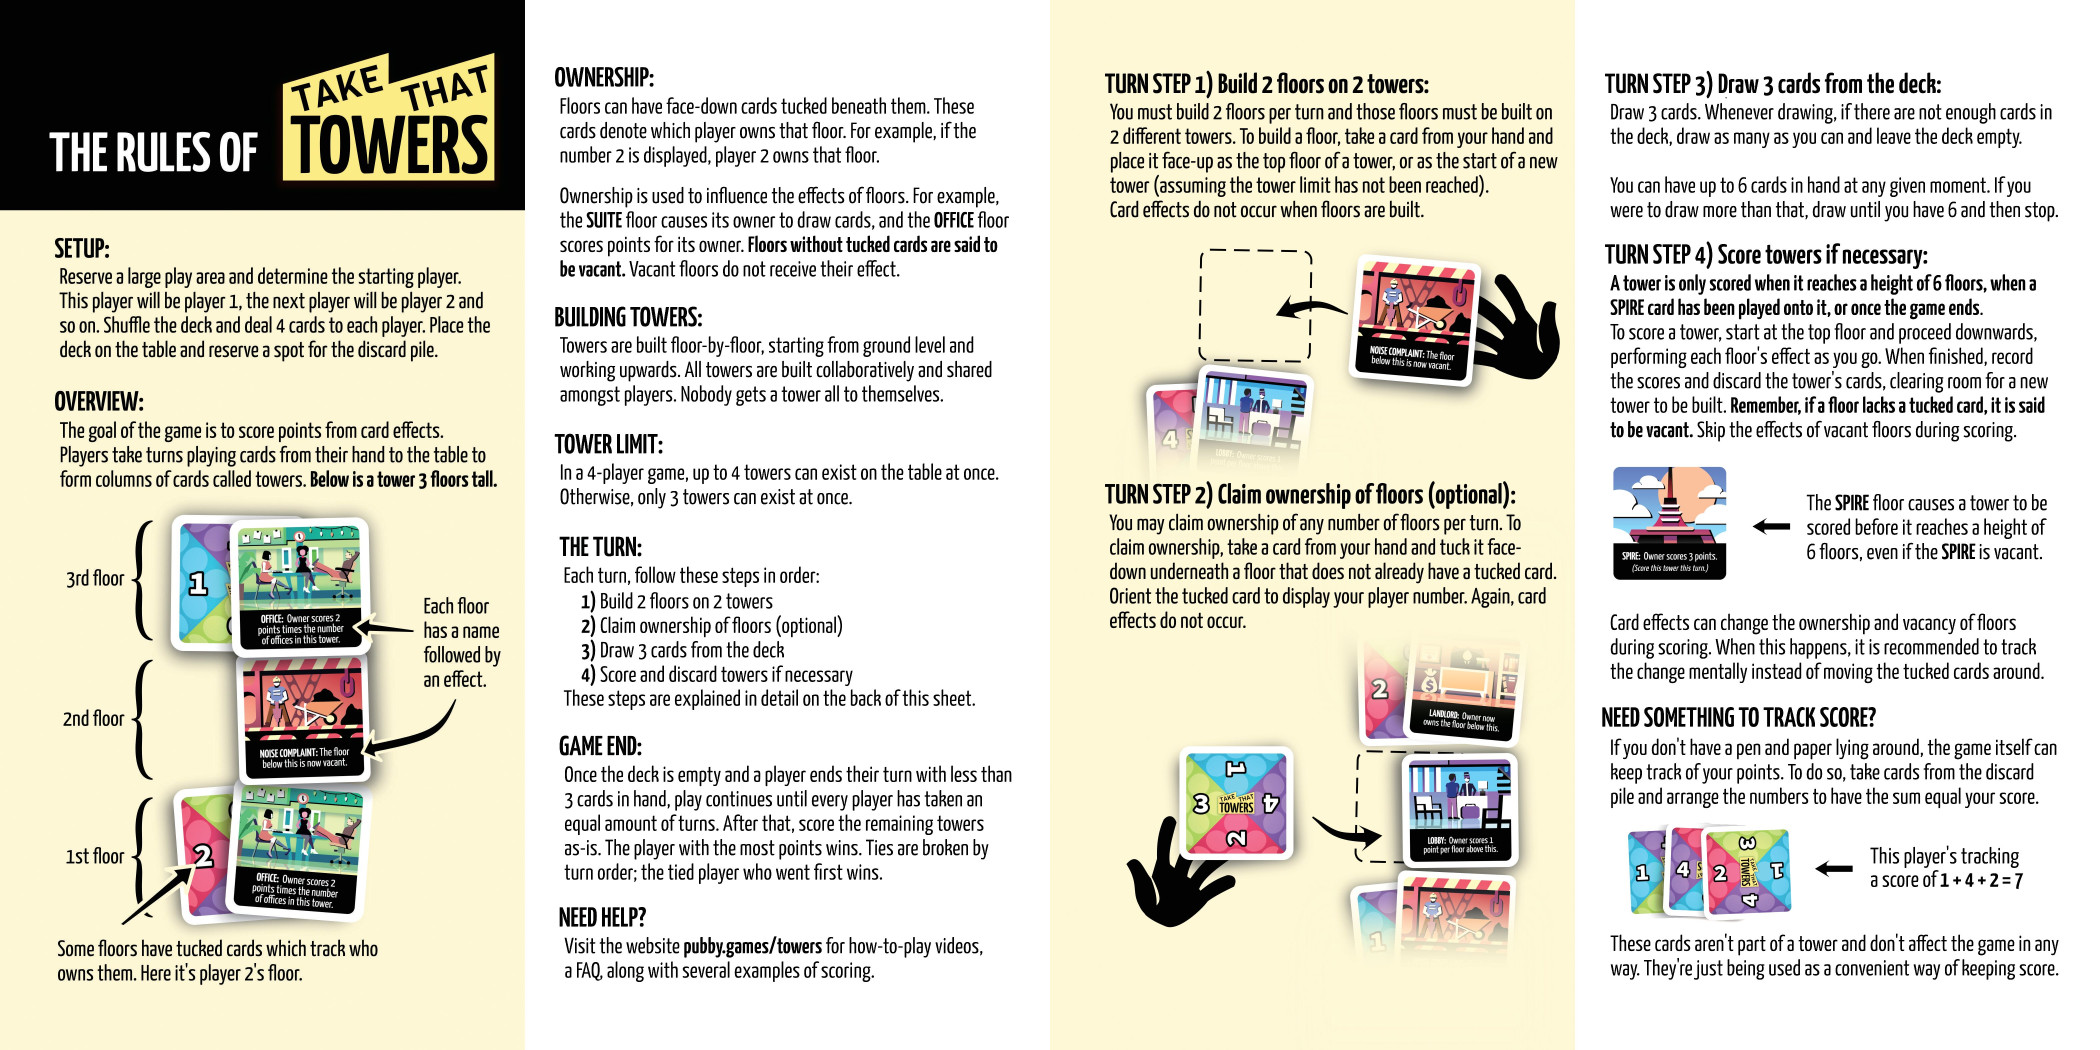 THE RULES OF
TAKE THAT
TOWERS
SETUP:
Reserve a large play area and determine the starting player.
This player will be player 1, the next player will be player 2 and
so on. Shuffle the deck and deal 4 cards to each player. Place the
deck on the table and reserve a spot for the discard pile.
OVERVIEW:
The goal of the game is to score points from card effects.
Players take turns playing cards from their hand to the table to
form columns of cards called towers. Below is a tower 3 floors tall.
3rd floor
1
OFFICE: Owner scores 2
points times the number
of offices in this tower.
Each floor
has a name
followed by
an effect.
2nd floor
NOISE COMPLAINT: The floor
below this is now vacant.
1st floor
2
OFFICE: Owner scores 2
points times the number
of offices in this tower.
Some floors have tucked cards which track who
owns them. Here it's player 2's floor.
OWNERSHIP:
Floors can have face-down cards tucked beneath them. These
cards denote which player owns that floor. For example, if the
number 2 is displayed, player 2 owns that floor.
Ownership is used to influence the effects of floors. For example,
the SUITE floor causes its owner to draw cards, and the OFFICE floor
scores points for its owner. Floors without tucked cards are said to
be vacant. Vacant floors do not receive their effect.
BUILDING TOWERS:
Towers are built floor-by-floor, starting from ground level and
working upwards. All towers are built collaboratively and shared
amongst players. Nobody gets a tower all to themselves.
TOWER LIMIT:
In a 4-player game, up to 4 towers can exist on the table at once.
Otherwise, only 3 towers can exist at once.
THE TURN:
Each turn, follow these steps in order:
1) Build 2 floors on 2 towers
2) Claim ownership of floors (optional)
3) Draw 3 cards from the deck
4) Score and discard towers if necessary
These steps are explained in detail on the back of this sheet.
GAME END:
Once the deck is empty and a player ends their turn with less than
3 cards in hand, play continues until every player has taken an
equal amount of turns. After that, score the remaining towers
as-is. The player with the most points wins. Ties are broken by
turn order; the tied player who went first wins.
NEED HELP?
Visit the website pubby.games/towers for how-to-play videos,
a FAQ, along with several examples of scoring.
TURN STEP 1) Build 2 floors on 2 towers:
You must build 2 floors per turn and those floors must be built on
2 different towers. To build a floor, take a card from your hand and
place it face-up as the top floor of a tower, or as the start of a new
tower (assuming the tower limit has not been reached).
Card effects do not occur when floors are built.
NOISE COMPLAINT: The floor
below this is now vacant.
4
LOBBY: Owner scores 1
TURN STEP 2) Claim ownership of floors (optional):
You may claim ownership of any number of floors per turn. To
claim ownership, take a card from your hand and tuck it face-
down underneath a floor that does not already have a tucked card.
Orient the tucked card to display your player number. Again, card
effects do not occur.
2
LANDLORD: Owner now
owns the floor below this.
1
3
TAKE THAT
TOWERS
4
2
LOBBY: Owner scores 1
point per floor above this.
1
TURN STEP 3) Draw 3 cards from the deck:
Draw 3 cards. Whenever drawing, if there are not enough cards in
the deck, draw as many as you can and leave the deck empty.
You can have up to 6 cards in hand at any given moment. If you
were to draw more than that, draw until you have 6 and then stop.
TURN STEP 4) Score towers if necessary:
A tower is only scored when it reaches a height of 6 floors, when a
SPIRE card has been played onto it, or once the game ends.
To score a tower, start at the top floor and proceed downwards,
performing each floor's effect as you go. When finished, record
the scores and discard the tower's cards, clearing room for a new
tower to be built. Remember, if a floor lacks a tucked card, it is said
to be vacant. Skip the effects of vacant floors during scoring.
SPIRE: Owner scores 3 points.
(Score this tower this turn.)
The SPIRE floor causes a tower to be
scored before it reaches a height of
6 floors, even if the SPIRE is vacant.
Card effects can change the ownership and vacancy of floors
during scoring. When this happens, it is recommended to track
the change mentally instead of moving the tucked cards around.
NEED SOMETHING TO TRACK SCORE?
If you don't have a pen and paper lying around, the game itself can
keep track of your points. To do so, take cards from the discard
pile and arrange the numbers to have the sum equal your score.
1
4
2
3
TAKE THAT
TOWERS
1
4
This player's tracking
a score of 1 + 4 + 2 = 7
These cards aren't part of a tower and don't affect the game in any
way. They're just being used as a convenient way of keeping score.